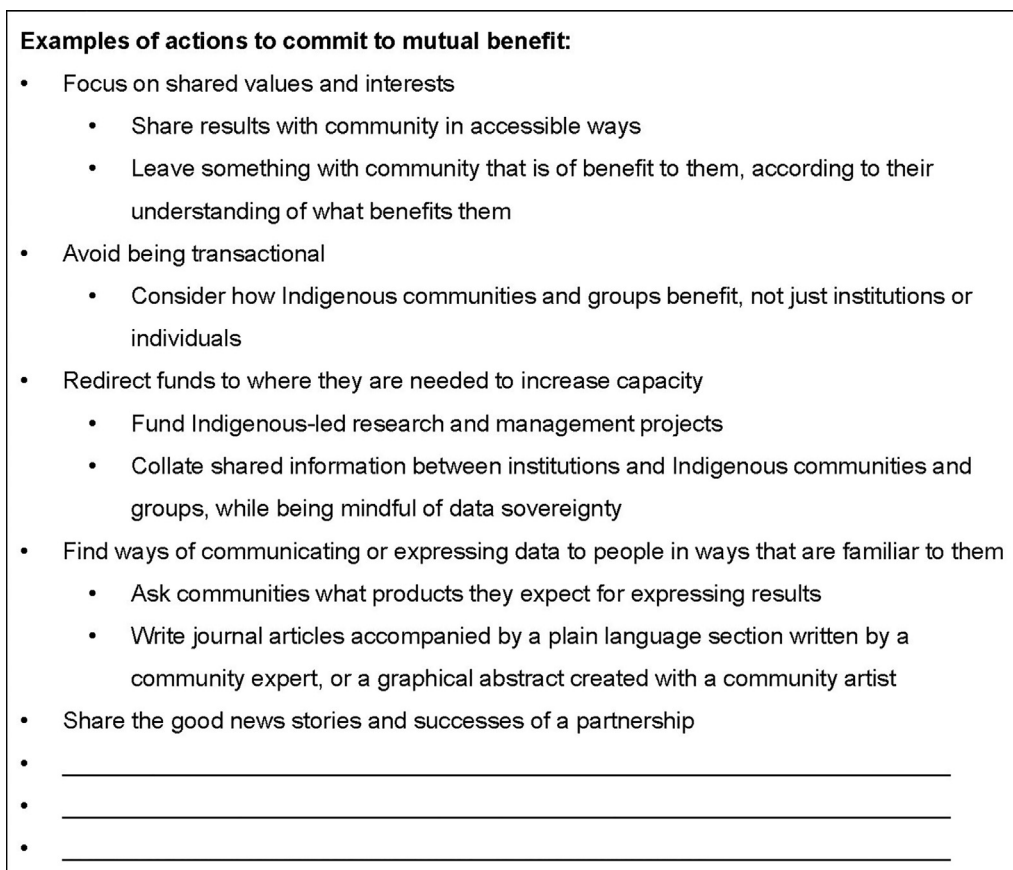 Examples of actions to commit to mutual benefit:
• Focus on shared values and interests
• Share results with community in accessible ways
• Leave something with community that is of benefit to them, according to their
understanding of what benefits them
• Avoid being transactional
• Consider how Indigenous communities and groups benefit, not just institutions or
individuals
• Redirect funds to where they are needed to increase capacity
• Fund Indigenous-led research and management projects
• Collate shared information between institutions and Indigenous communities and
groups, while being mindful of data sovereignty
• Find ways of communicating or expressing data to people in ways that are familiar to them
• Ask communities what products they expect for expressing results
• Write journal articles accompanied by a plain language section written by a
community expert, or a graphical abstract created with a community artist
• Share the good news stories and successes of a partnership
•
•
•